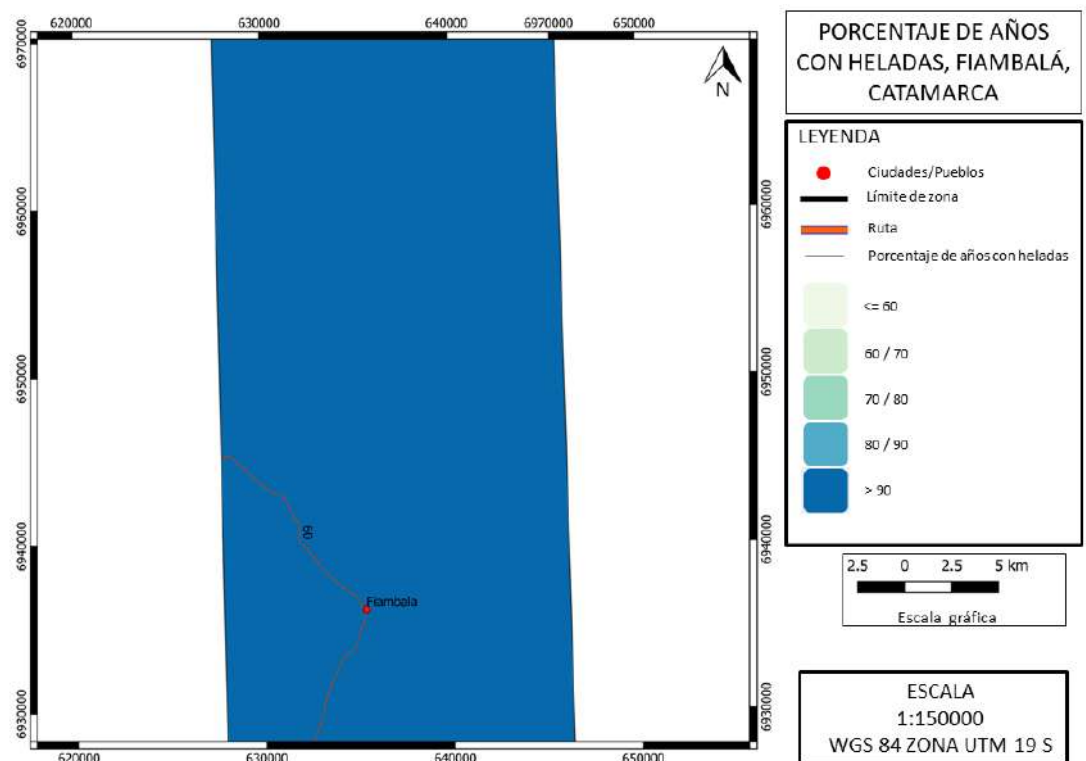 620000
630000
640000
6970000
650000
6970000
6960000
6950000
6940000
6930000
6960000
6950000
6940000
6930000
N
60
Fiambala
620000
630000
640000
650000
PORCENTAJE DE AÑOS
CON HELADAS, FIAMBALÁ,
CATAMARCA
LEYENDA
Ciudades/Pueblos
Límite de zona
Ruta
Porcentaje de años con heladas
<= 60
60 / 70
70 / 80
80 / 90
> 90
2.5 0 2.5 5 km
Escala gráfica
ESCALA
1:150000
WGS 84 ZONA UTM 19 S